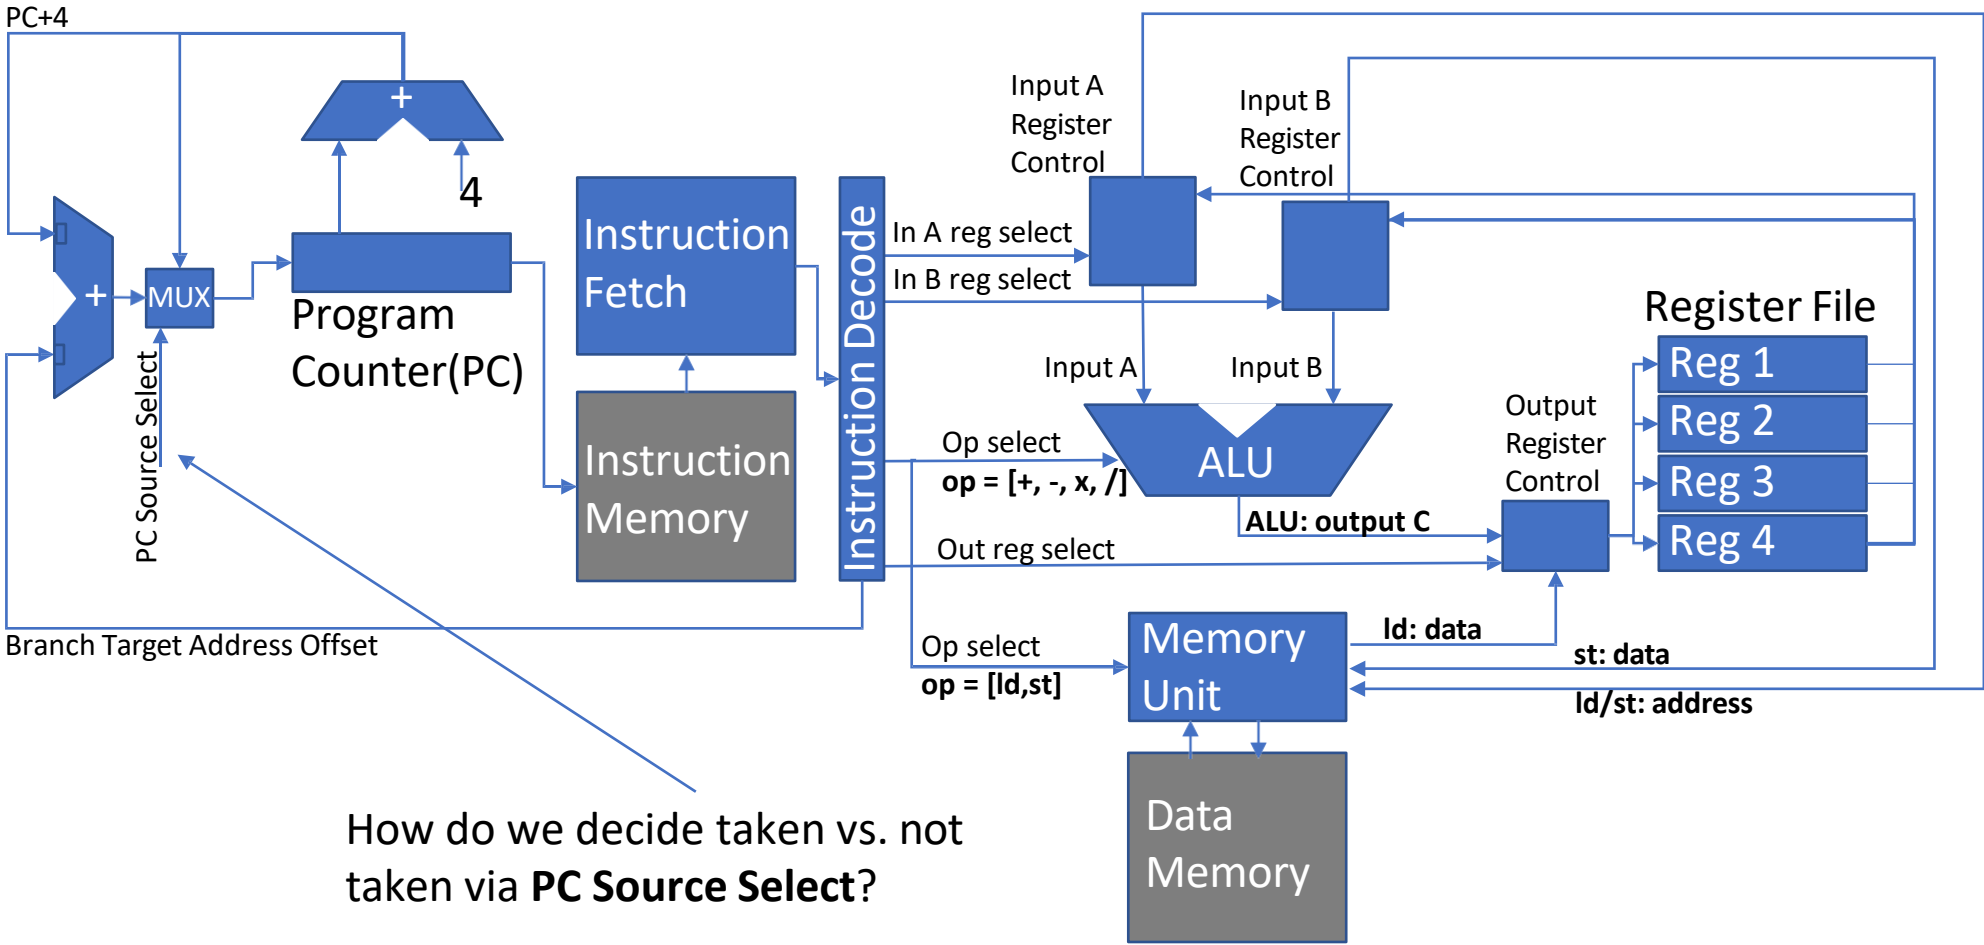 PC+4
+
4
+
MUX
PC Source Select
Program
Counter(PC)
Instruction
Fetch
Instruction
Memory
Instruction Decode
Input A
Register
Control
Input B
Register
Control
In A reg select
In B reg select
Input A
Input B
Op select
op = [+, -, x, /]
ALU
ALU: output C
Out reg select
Output
Register
Control
Register File
Reg 1
Reg 2
Reg 3
Reg 4
Branch Target Address Offset
Op select
op = [ld,st]
Memory
Unit
ld: data
st: data
ld/st: address
Data
Memory
How do we decide taken vs. not
taken via PC Source Select?